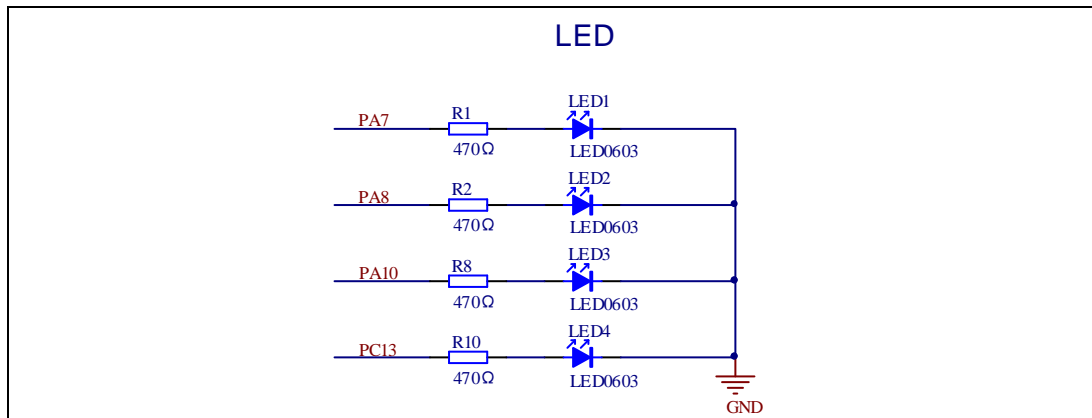 LED
LED1
R1
PA7
470Ω
LED0603
LED2
R2
PA8
470Ω
LED0603
LED3
R8
PA10
470Ω
LED0603
LED4
R10
PC13
470Ω
LED0603
GND